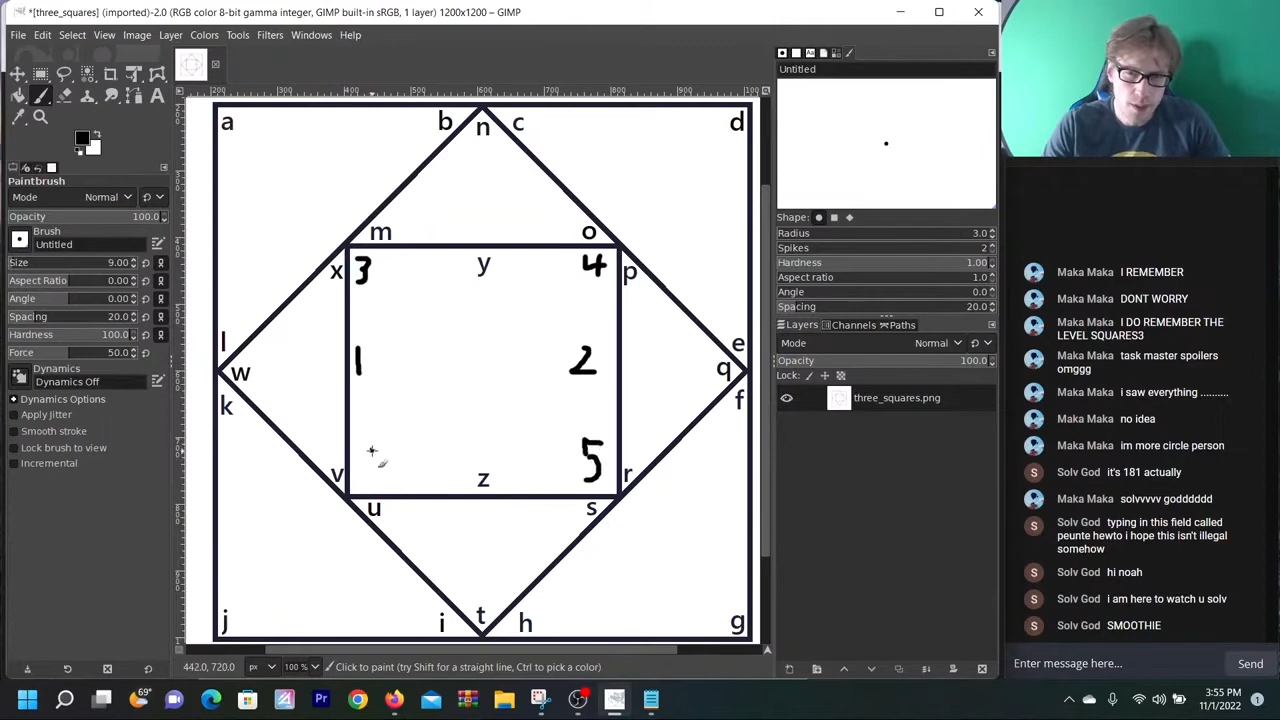 *[three_squares] (imported)-2.0 (RGB color 8-bit gamma integer, GIMP built-in sRGB, 1 layer) 1200x1200 – GIMP
File Edit Select View Image Layer Colors Tools Filters Windows Help
Paintbrush
Mode Normal
Opacity 100.0
Brush
Untitled
Size 9.00
Aspect Ratio 0.00
Angle 0.00
Spacing 20.0
Hardness 100.0
Force 50.0
Dynamics
Dynamics Off
Dynamics Options
Apply Jitter
Smooth stroke
Lock brush to view
Incremental
200 300 400 500 600 700 800 900
a b n c d
m o
x 3 y 4 p
l e
w 1 2 q
k f
v z 5 r
u s
j i t h g
442.0, 720.0 px 100 % Click to paint (try Shift for a straight line, Ctrl to pick a color)
Untitled
Shape:
Radius 3.0
Spikes 2
Hardness 1.00
Aspect ratio 1.0
Angle 0.0
Spacing 20.0
Layers Channels Paths
Mode Normal
Opacity 100.0
Lock:
three_squares.png
Maka Maka I REMEMBER
Maka Maka DONT WORRY
Maka Maka I DO REMEMBER THE
LEVEL SQUARES3
Maka Maka task master spoilers
omggg
Maka Maka i saw everything ..........
Maka Maka no idea
Maka Maka im more circle person
Solv God it's 181 actually
Maka Maka solvvvvv godddddd
Solv God typing in this field called
peunte hewto i hope this isn't illegal
somehow
Solv God hi noah
Solv God i am here to watch u solv
Solv God SMOOTHIE
Enter message here... Send
69°
Pr
3:55 PM
11/1/2022